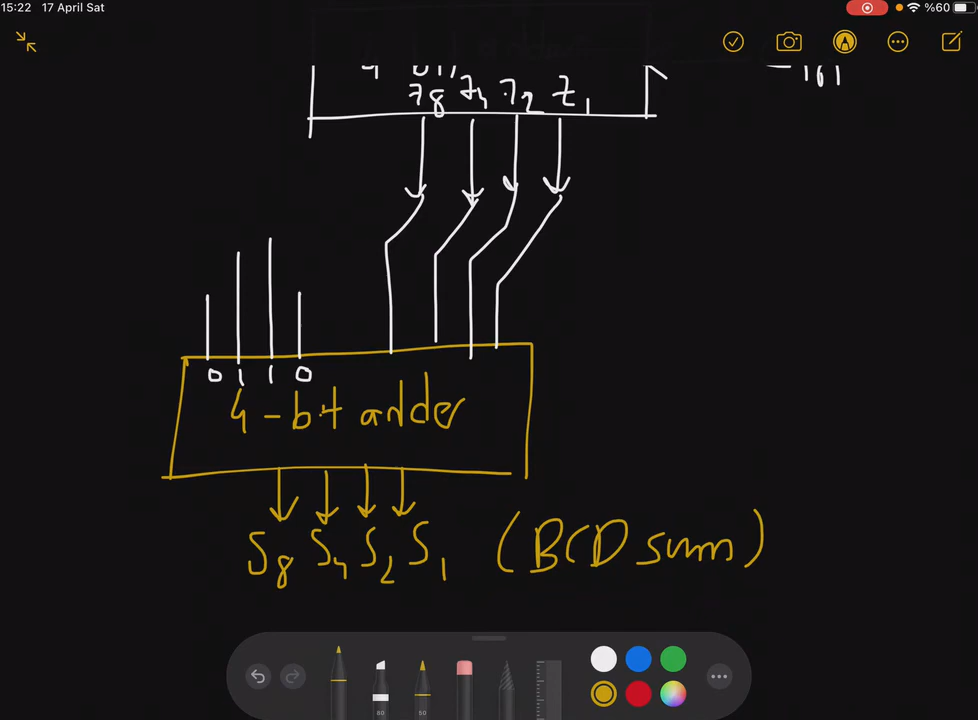 15:22 17 April Sat %60
Z8 Z4 Z2 Z1
0 1 1 0
4-bit adder
S8 S4 S2 S1 (BCD sum)
80 50